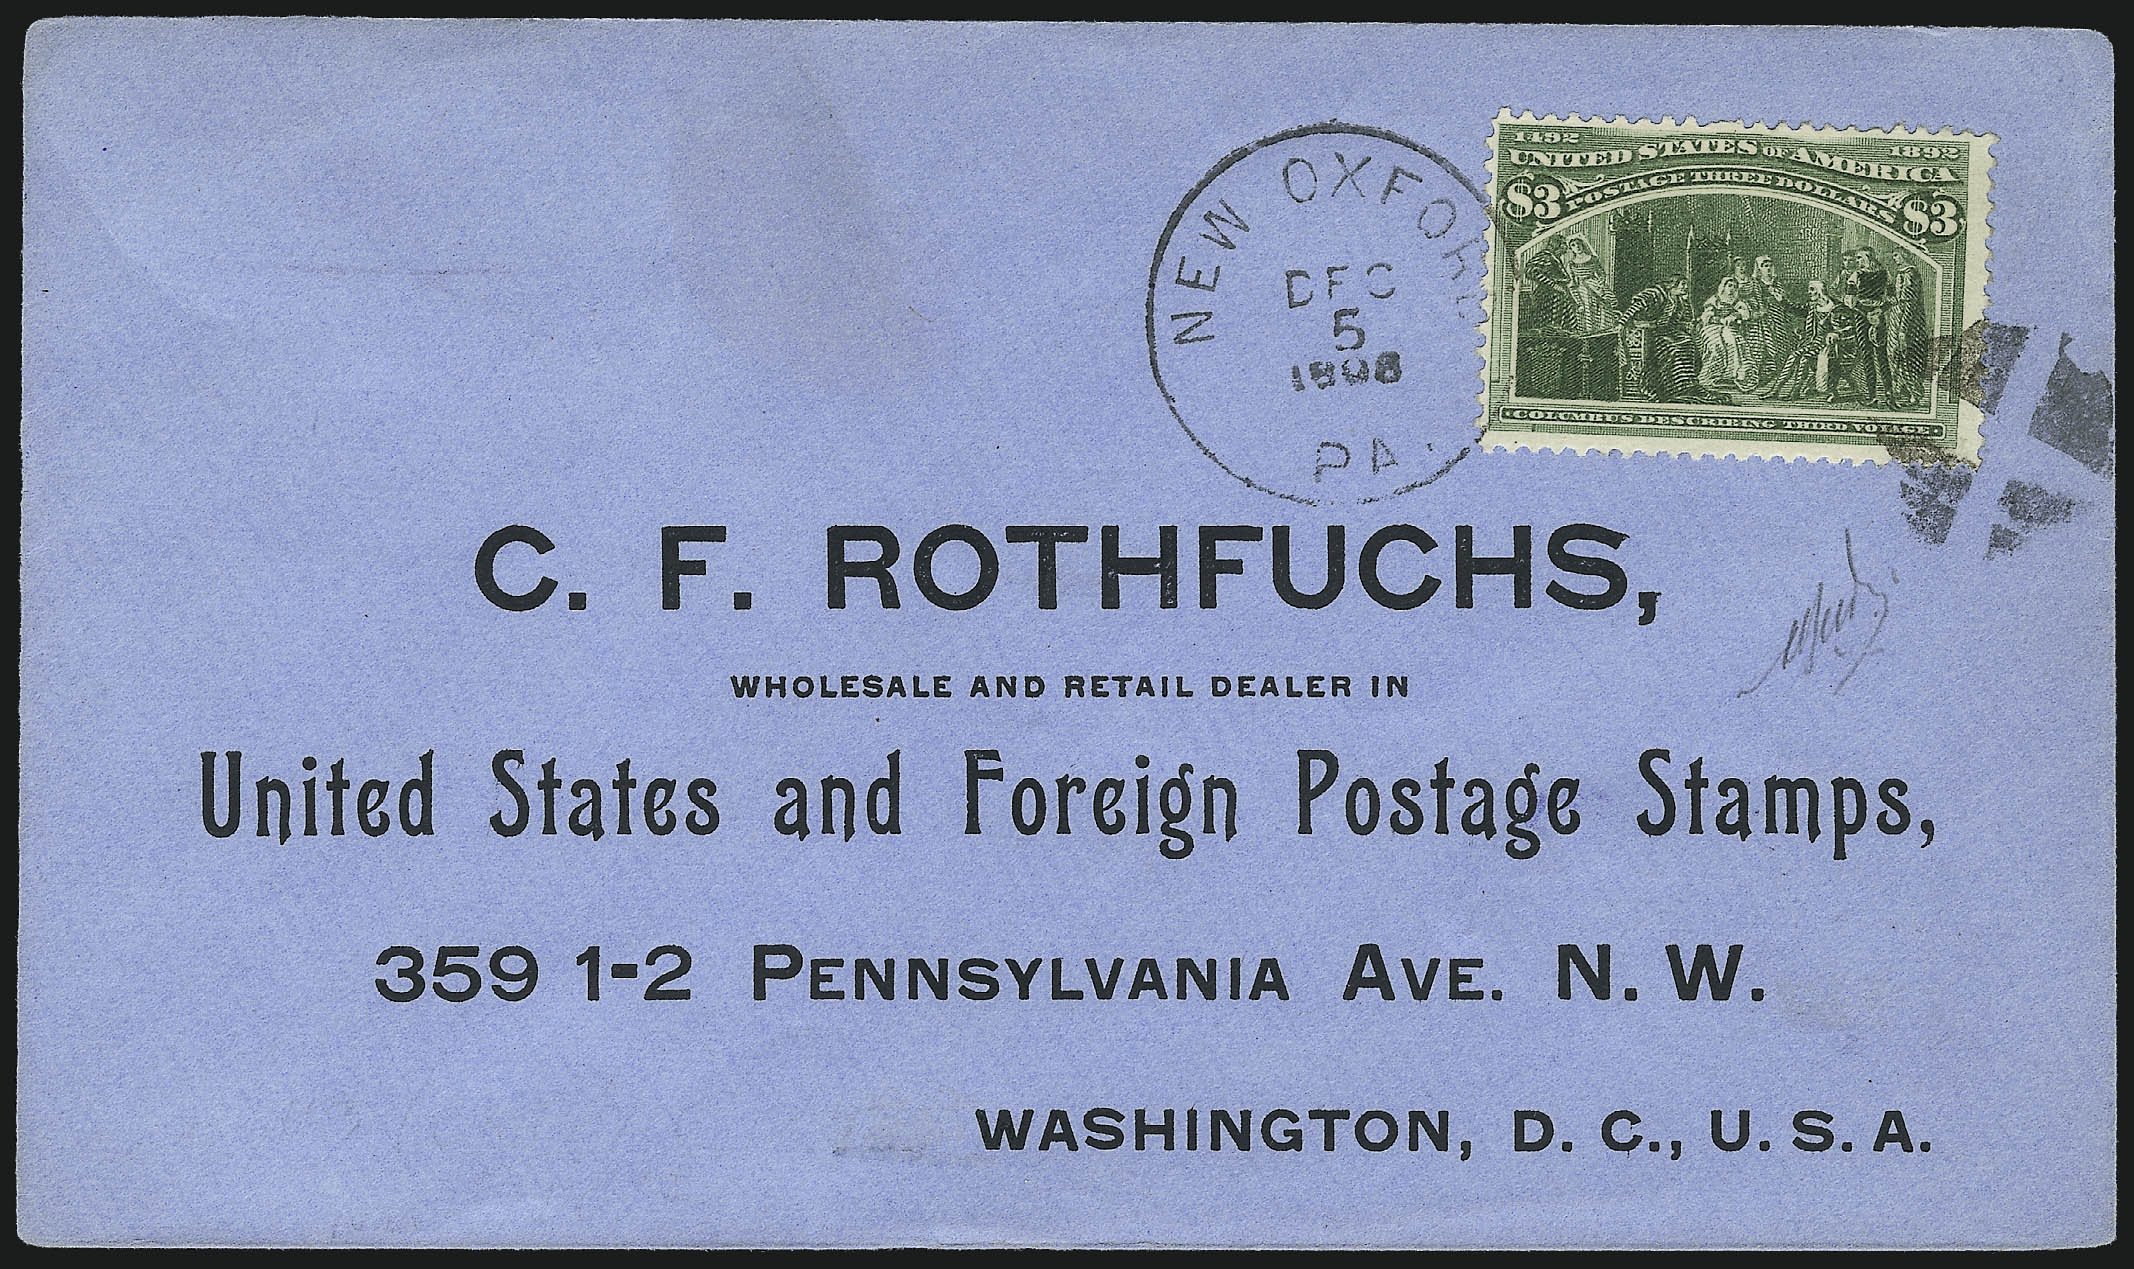 1492 1892
UNITED STATES OF AMERICA
$3 POSTAGE THREE DOLLARS $3
COLUMBUS DESCRIBING THIRD VOYAGE
NEW OXFORD
DEC
5
PA.
C. F. ROTHFUCHS,
WHOLESALE AND RETAIL DEALER IN
United States and Foreign Postage Stamps,
359 1-2 PENNSYLVANIA AVE. N. W.
WASHINGTON, D. C., U. S. A.